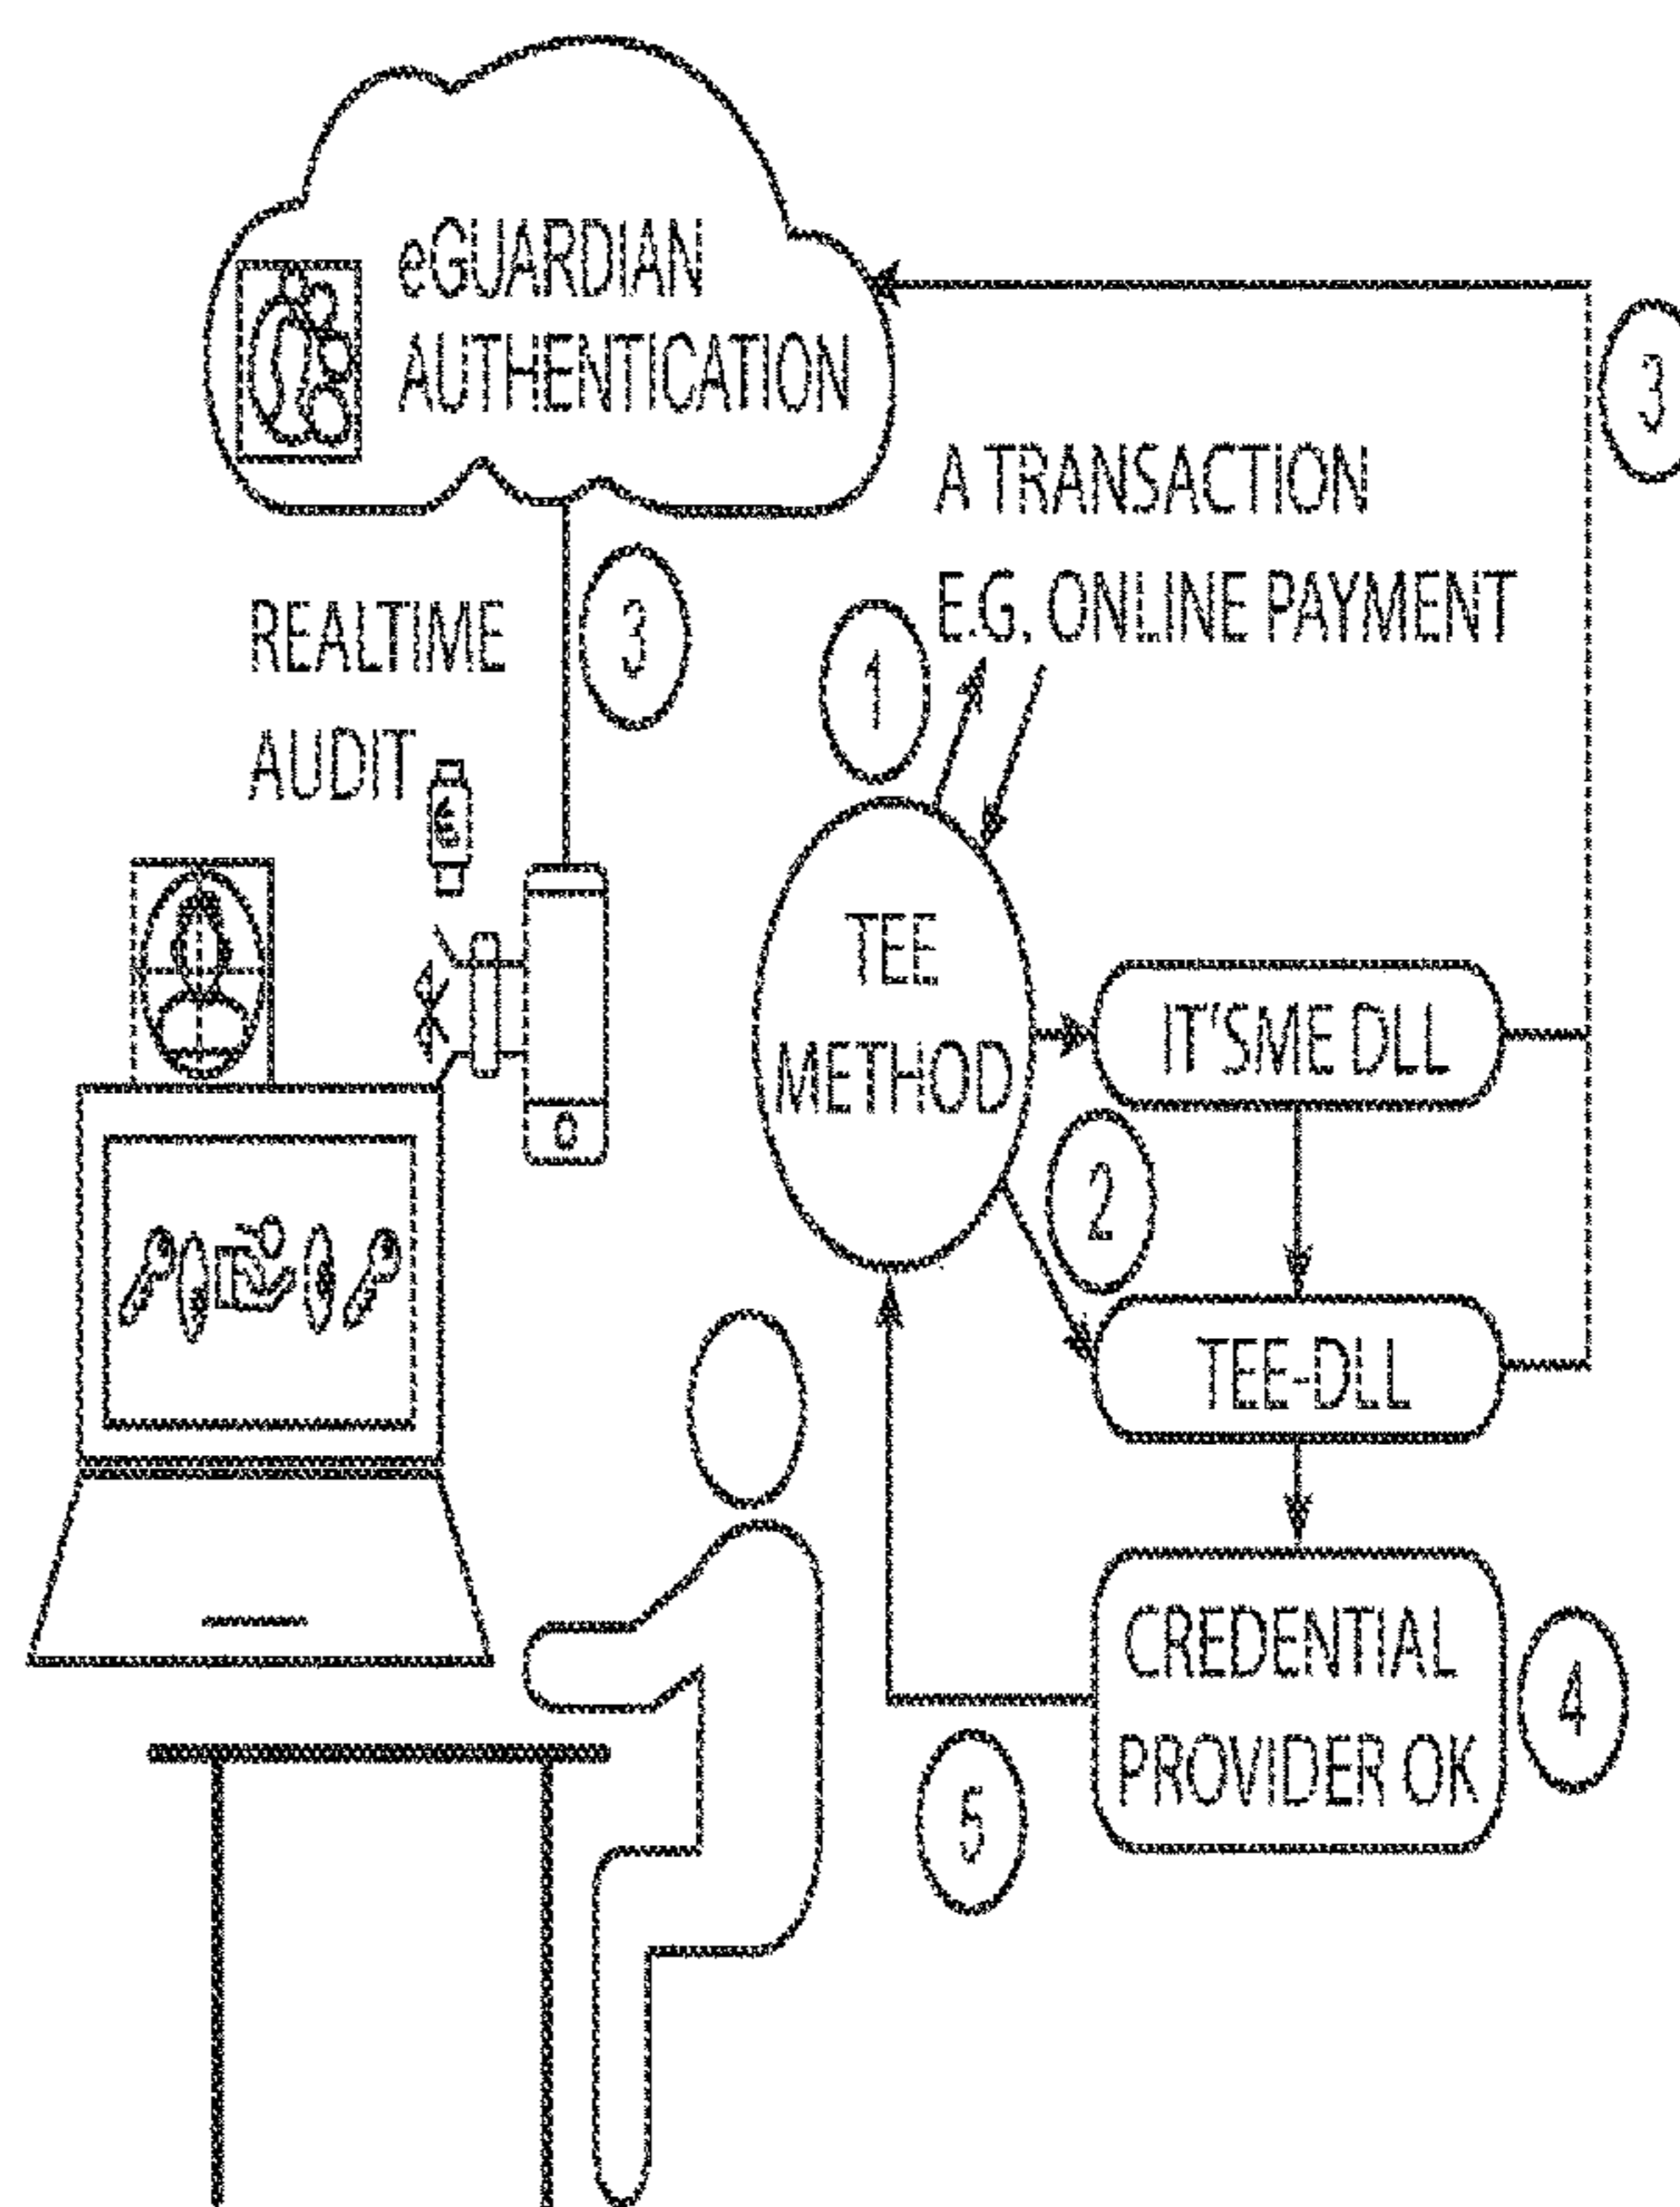 eGUARDIAN
AUTHENTICATION
3
A TRANSACTION
E.G. ONLINE PAYMENT
REALTIME
AUDIT
3
1
TEE
METHOD
IT'SME DLL
2
TEE-DLL
CREDENTIAL
PROVIDER OK
4
5